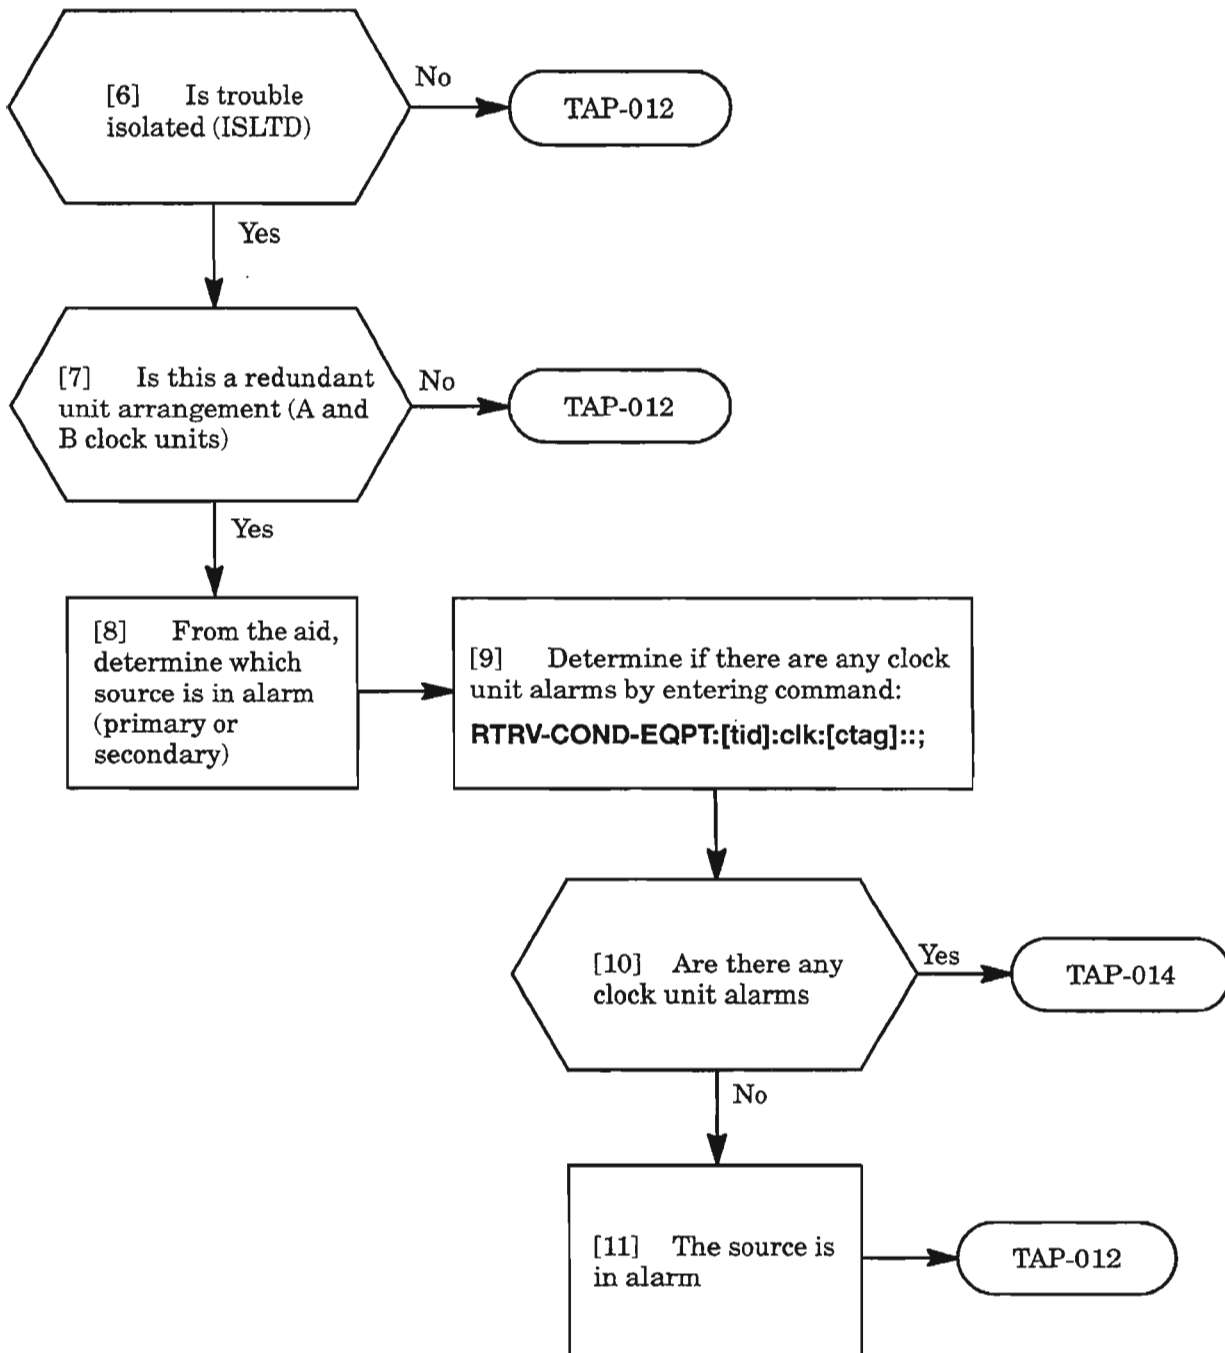 [6] Is trouble
isolated (ISLTD)
No
TAP-012
Yes
[7] Is this a redundant
unit arrangement (A and
B clock units)
No
TAP-012
Yes
[8] From the aid,
determine which
source is in alarm
(primary or
secondary)
[9] Determine if there are any clock
unit alarms by entering command:
RTRV-COND-EQPT:[tid]:clk:[ctag]::;
[10] Are there any
clock unit alarms
Yes
TAP-014
No
[11] The source is
in alarm
TAP-012